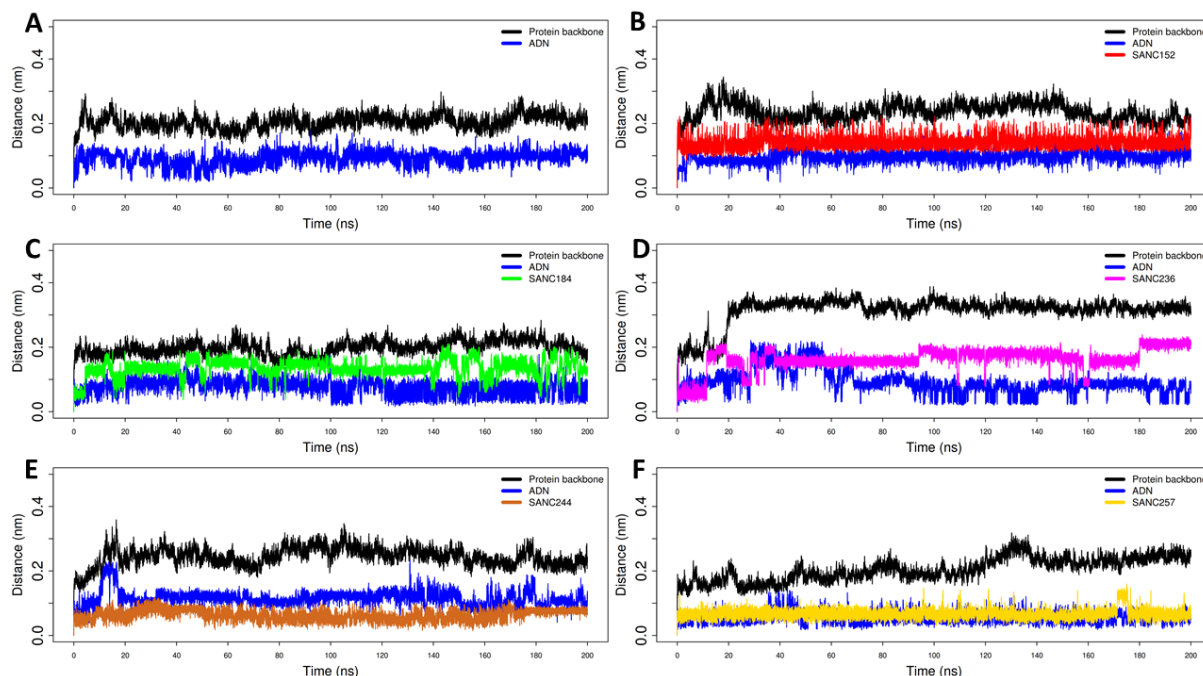 A
Distance (nm)
0.0 0.2 0.4
Protein backbone
ADN
0 20 40 60 80 100 120 140 160 180 200
Time (ns)
B
Distance (nm)
0.0 0.2 0.4
Protein backbone
ADN
SANC152
0 20 40 60 80 100 120 140 160 180 200
Time (ns)
C
Distance (nm)
0.0 0.2 0.4
Protein backbone
ADN
SANC184
0 20 40 60 80 100 120 140 160 180 200
Time (ns)
D
Distance (nm)
0.0 0.2 0.4
Protein backbone
ADN
SANC236
0 20 40 60 80 100 120 140 160 180 200
Time (ns)
E
Distance (nm)
0.0 0.2 0.4
Protein backbone
ADN
SANC244
0 20 40 60 80 100 120 140 160 180 200
Time (ns)
F
Distance (nm)
0.0 0.2 0.4
Protein backbone
ADN
SANC257
0 20 40 60 80 100 120 140 160 180 200
Time (ns)